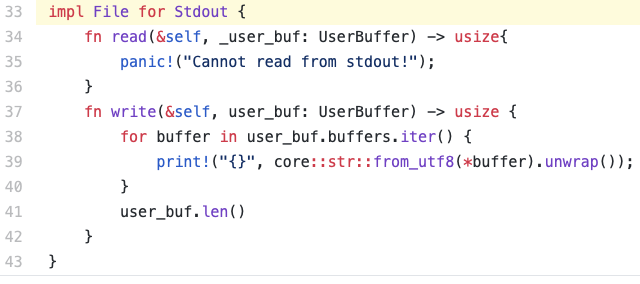 33 impl File for Stdout {
34     fn read(&self, _user_buf: UserBuffer) -> usize{
35         panic!("Cannot read from stdout!");
36     }
37     fn write(&self, user_buf: UserBuffer) -> usize {
38         for buffer in user_buf.buffers.iter() {
39             print!("{}", core::str::from_utf8(*buffer).unwrap());
40         }
41         user_buf.len()
42     }
43 }